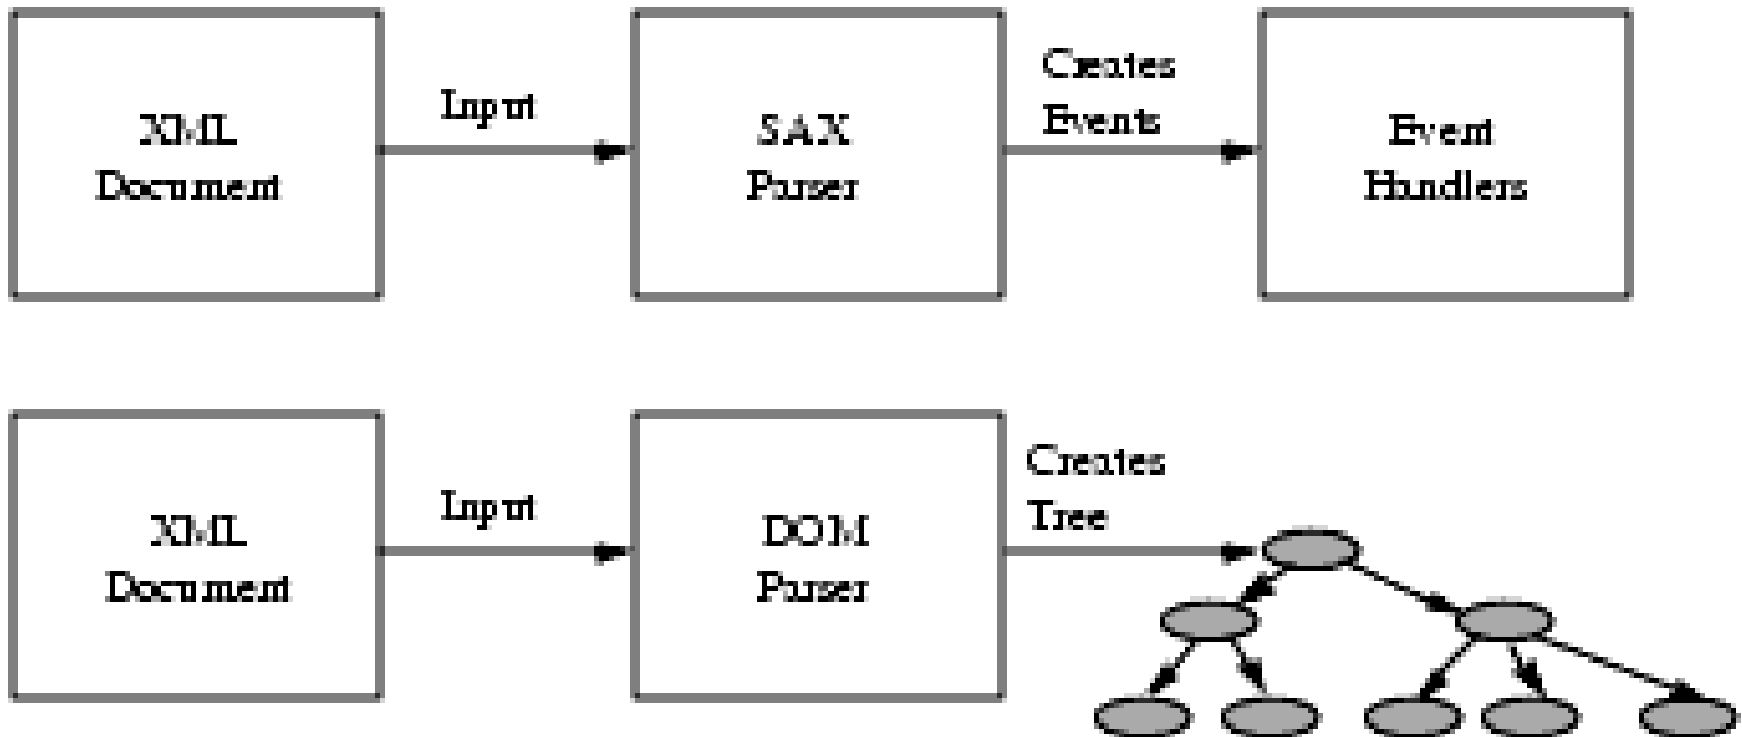 XML
Document
Input
SAX
Parser
Creates
Events
Event
Handlers
XML
Document
Input
DOM
Parser
Creates
Tree